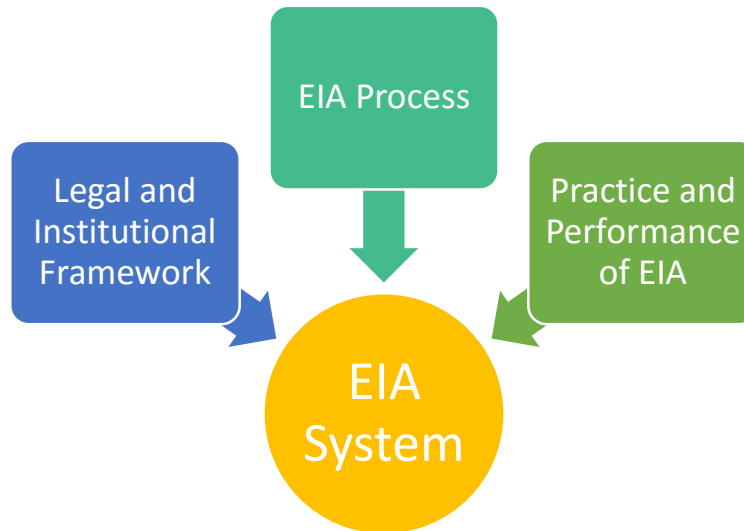 EIA Process
Legal and
Institutional
Framework
Practice and
Performance
of EIA
EIA
System